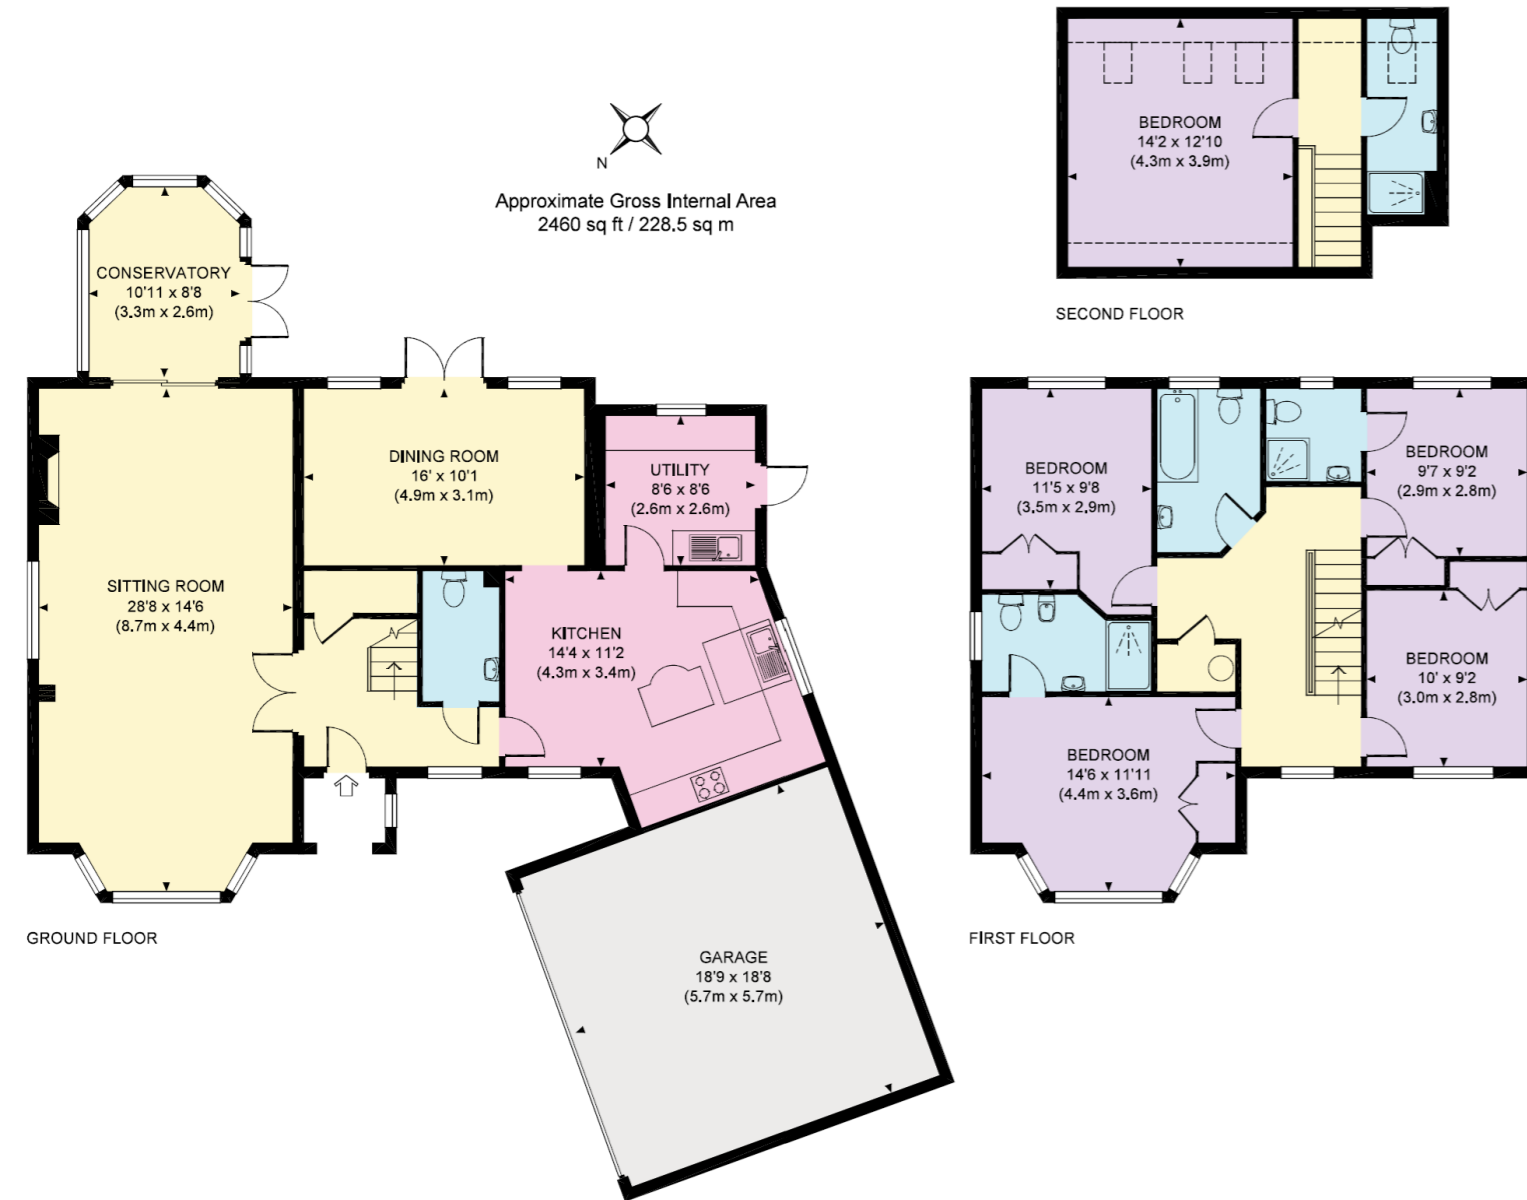 N
Approximate Gross Internal Area
2460 sq ft / 228.5 sq m
CONSERVATORY
10'11 x 8'8
(3.3m x 2.6m)
DINING ROOM
16' x 10'1
(4.9m x 3.1m)
UTILITY
8'6 x 8'6
(2.6m x 2.6m)
SITTING ROOM
28'8 x 14'6
(8.7m x 4.4m)
KITCHEN
14'4 x 11'2
(4.3m x 3.4m)
GARAGE
18'9 x 18'8
(5.7m x 5.7m)
GROUND FLOOR
BEDROOM
14'2 x 12'10
(4.3m x 3.9m)
SECOND FLOOR
BEDROOM
11'5 x 9'8
(3.5m x 2.9m)
BEDROOM
9'7 x 9'2
(2.9m x 2.8m)
BEDROOM
10' x 9'2
(3.0m x 2.8m)
BEDROOM
14'6 x 11'11
(4.4m x 3.6m)
FIRST FLOOR